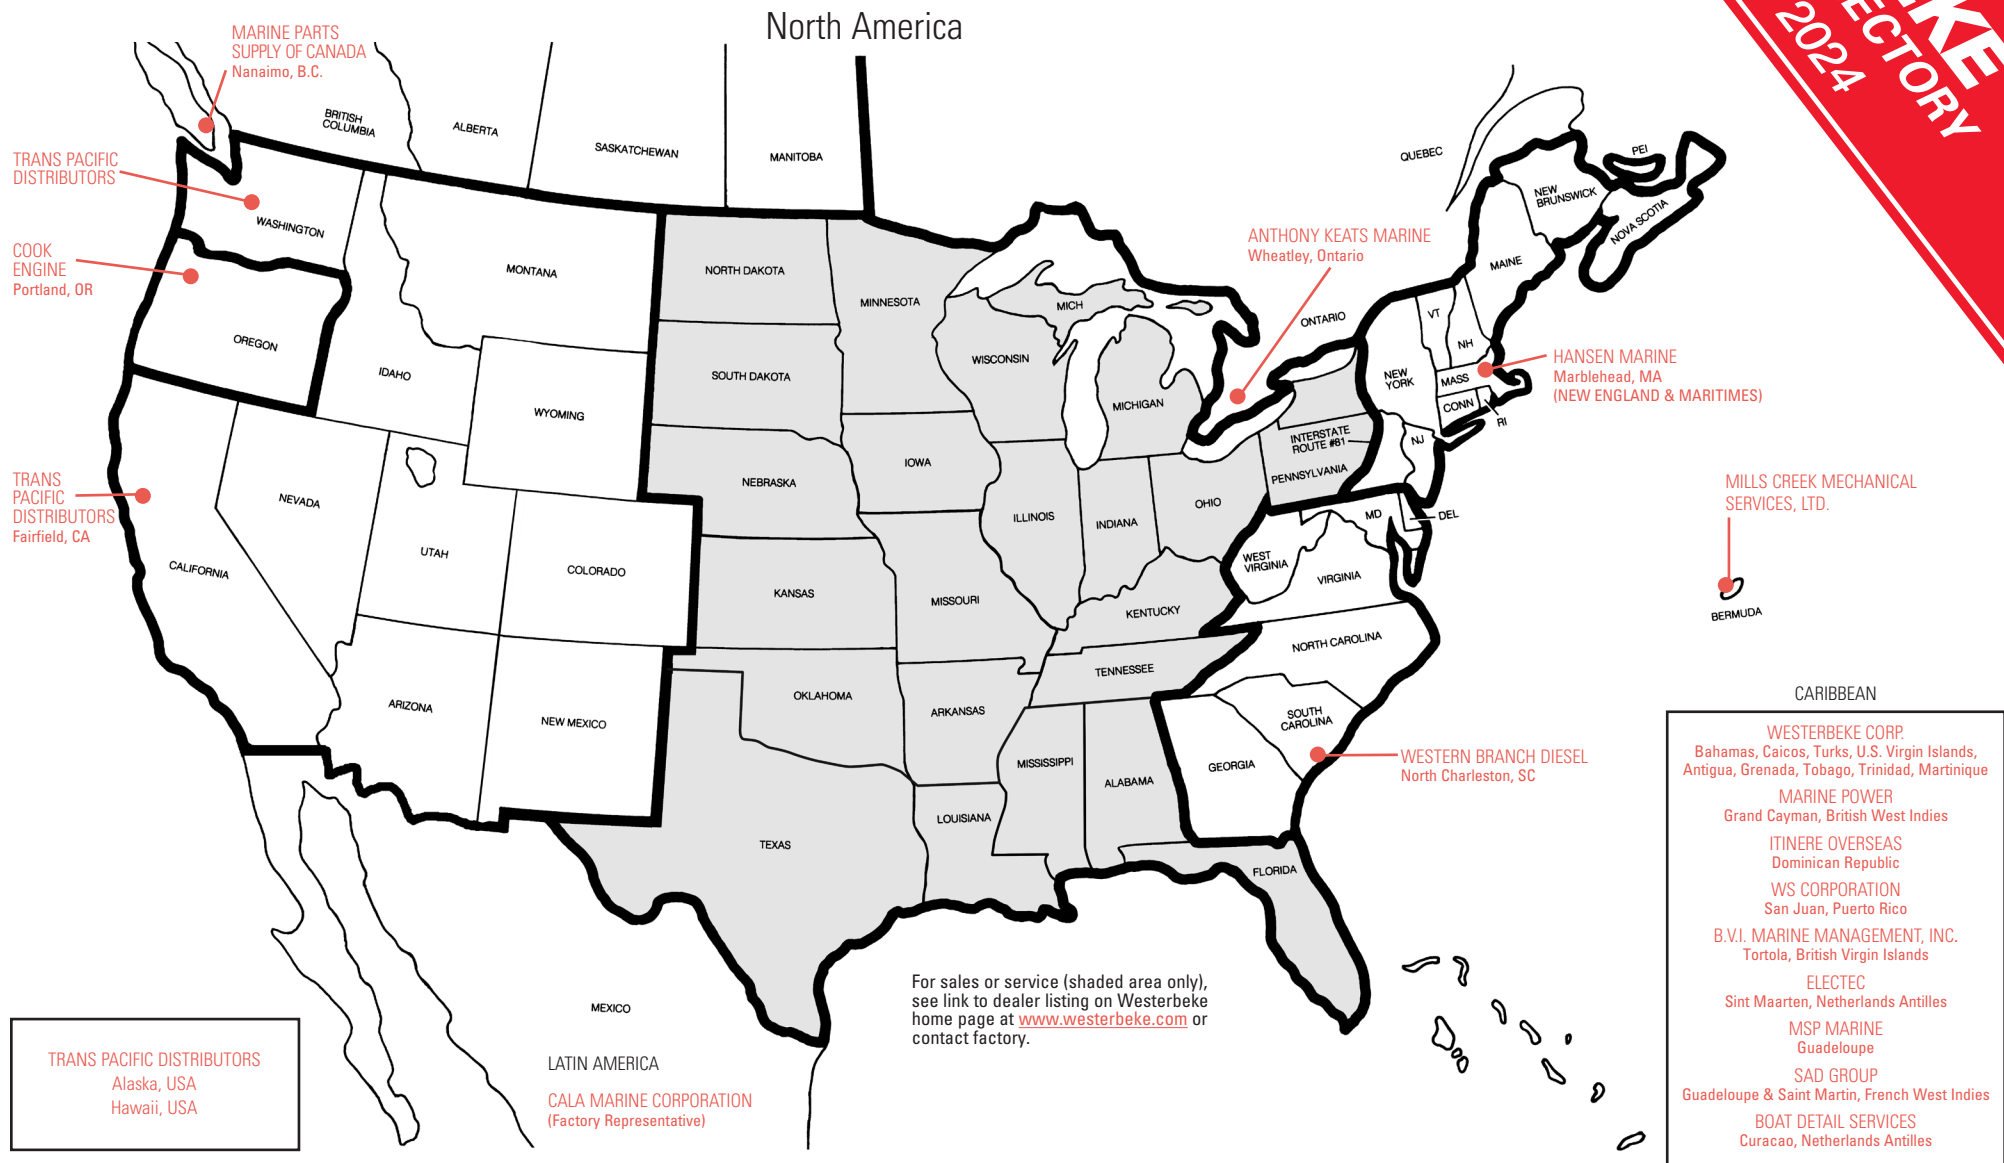 North America
KE
ECTORY
2024
MARINE PARTS
SUPPLY OF CANADA
Nanaimo, B.C.
TRANS PACIFIC
DISTRIBUTORS
COOK
ENGINE
Portland, OR
TRANS
PACIFIC
DISTRIBUTORS
Fairfield, CA
BRITISH
COLUMBIA
ALBERTA
SASKATCHEWAN
MANITOBA
QUEBEC
PEI
NEW
BRUNSWICK
NOVA SCOTIA
MAINE
ONTARIO
ANTHONY KEATS MARINE
Wheatley, Ontario
WASHINGTON
OREGON
IDAHO
MONTANA
WYOMING
NORTH DAKOTA
SOUTH DAKOTA
MINNESOTA
WISCONSIN
MICH
MICHIGAN
VT
NH
NEW
YORK
MASS
CONN
RI
NJ
HANSEN MARINE
Marblehead, MA
(NEW ENGLAND & MARITIMES)
INTERSTATE
ROUTE #81
PENNSYLVANIA
NEBRASKA
IOWA
ILLINOIS
INDIANA
OHIO
MD
DEL
WEST
VIRGINIA
VIRGINIA
NEVADA
UTAH
COLORADO
CALIFORNIA
KANSAS
MISSOURI
KENTUCKY
NORTH CAROLINA
TENNESSEE
ARIZONA
NEW MEXICO
OKLAHOMA
ARKANSAS
SOUTH
CAROLINA
MISSISSIPPI
ALABAMA
GEORGIA
LOUISIANA
TEXAS
FLORIDA
WESTERN BRANCH DIESEL
North Charleston, SC
MILLS CREEK MECHANICAL
SERVICES, LTD.
BERMUDA
MEXICO
For sales or service (shaded area only),
see link to dealer listing on Westerbeke
home page at www.westerbeke.com or
contact factory.
LATIN AMERICA
CALA MARINE CORPORATION
(Factory Representative)
TRANS PACIFIC DISTRIBUTORS
Alaska, USA
Hawaii, USA
CARIBBEAN
WESTERBEKE CORP.
Bahamas, Caicos, Turks, U.S. Virgin Islands,
Antigua, Grenada, Tobago, Trinidad, Martinique
MARINE POWER
Grand Cayman, British West Indies
ITINERE OVERSEAS
Dominican Republic
WS CORPORATION
San Juan, Puerto Rico
B.V.I. MARINE MANAGEMENT, INC.
Tortola, British Virgin Islands
ELECTEC
Sint Maarten, Netherlands Antilles
MSP MARINE
Guadeloupe
SAD GROUP
Guadeloupe & Saint Martin, French West Indies
BOAT DETAIL SERVICES
Curacao, Netherlands Antilles